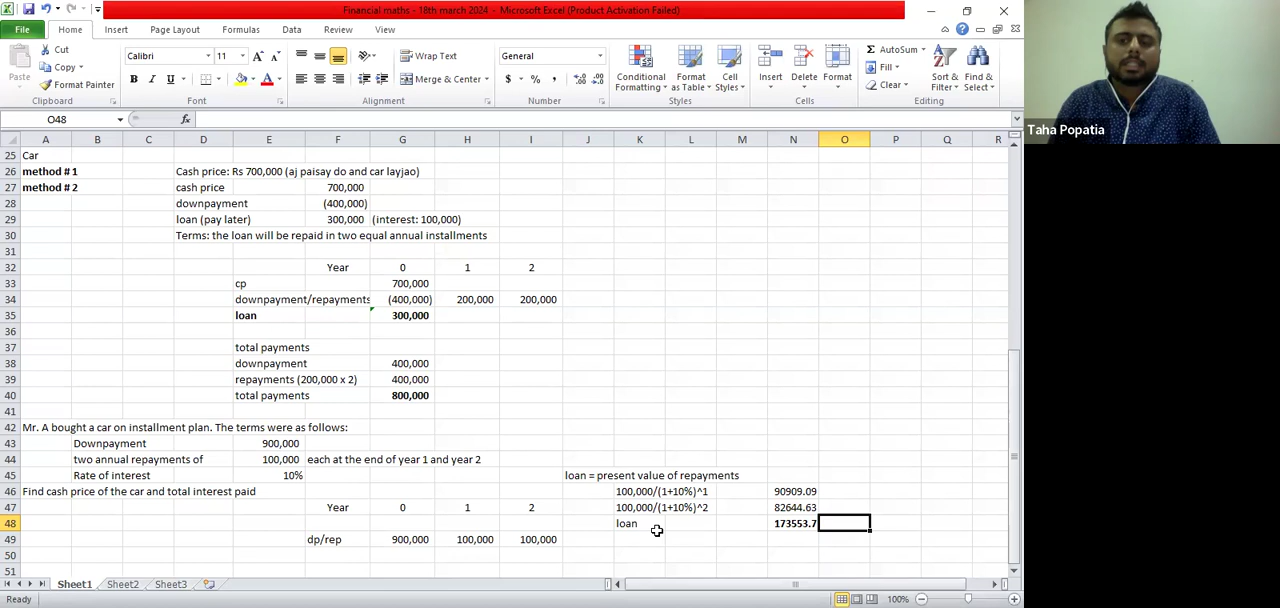 Financial maths - 18th march 2024 - Microsoft Excel (Product Activation Failed)
File Home Insert Page Layout Formulas Data Review View
Paste Cut Copy Format Painter
Calibri 11 Wrap Text General
B I U Merge & Center $ % ,
Conditional Formatting Format as Table Cell Styles Insert Delete Format
AutoSum Fill Clear Sort & Filter Find & Select
Clipboard Font Alignment Number Styles Cells Editing
O48 fx
A B C D E F G H I J K L M N O P Q R
25 Car
26 method # 1 Cash price: Rs 700,000 (aj paisay do and car layjao)
27 method # 2 cash price 700,000
28 downpayment (400,000)
29 loan (pay later) 300,000 (interest: 100,000)
30 Terms: the loan will be repaid in two equal annual installments
31
32 Year 0 1 2
33 cp 700,000
34 downpayment/repayments (400,000) 200,000 200,000
35 loan 300,000
36
37 total payments
38 downpayment 400,000
39 repayments (200,000 x 2) 400,000
40 total payments 800,000
41
42 Mr. A bought a car on installment plan. The terms were as follows:
43 Downpayment 900,000
44 two annual repayments of 100,000 each at the end of year 1 and year 2
45 Rate of interest 10% loan = present value of repayments
46 Find cash price of the car and total interest paid 100,000/(1+10%)^1 90909.09
47 Year 0 1 2 100,000/(1+10%)^2 82644.63
48 loan 173553.7
49 dp/rep 900,000 100,000 100,000
50
51
Sheet1 Sheet2 Sheet3
Ready 100%
Taha Popatia